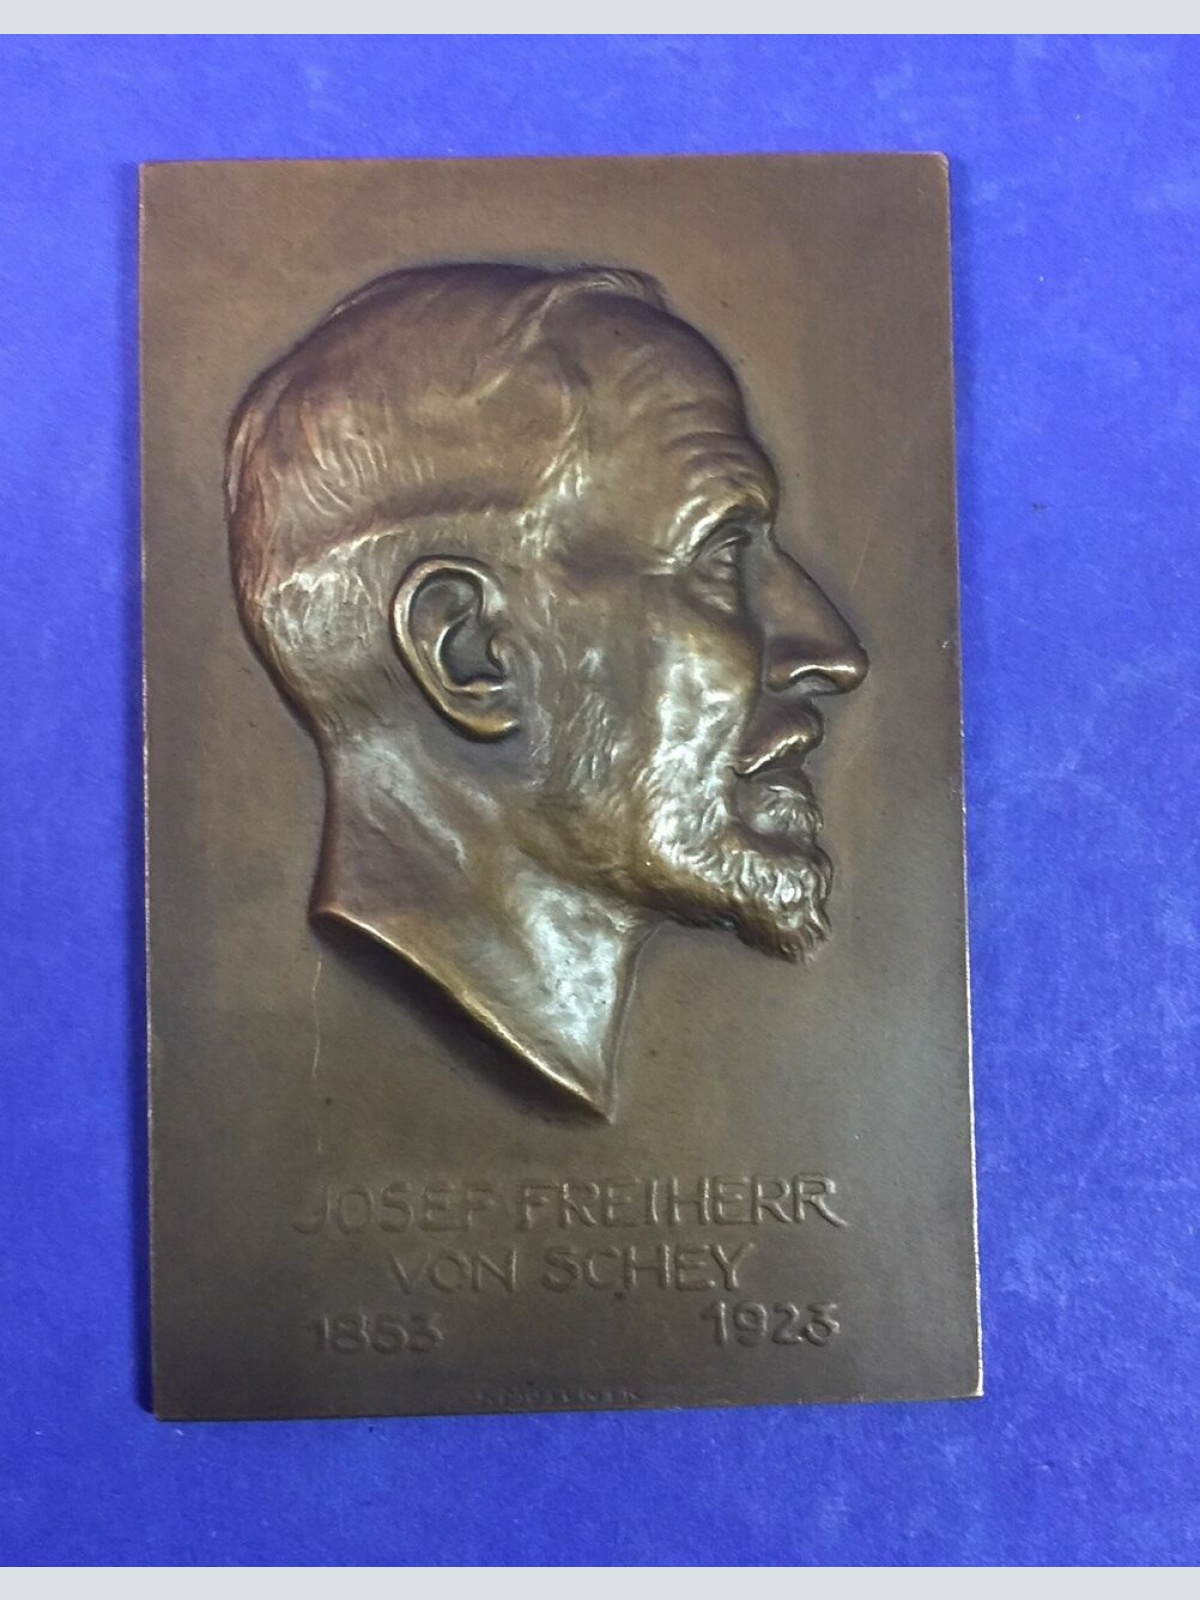 JOSEF FREIHERR
VON SCHEY
1853 1923